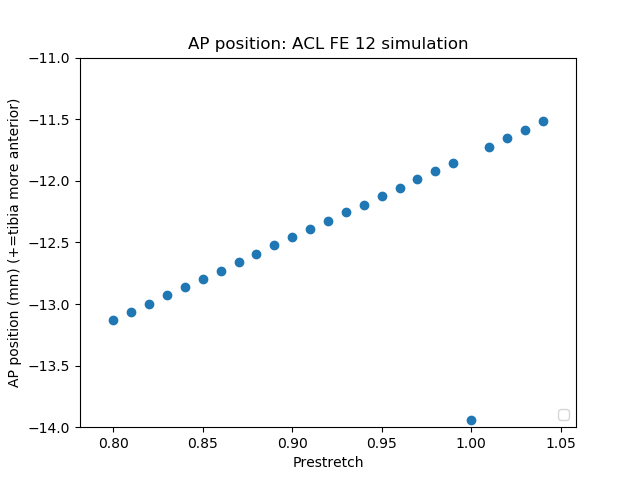 AP position: ACL FE 12 simulation
AP position (mm) (+=tibia more anterior)
−11.0
−11.5
−12.0
−12.5
−13.0
−13.5
−14.0
0.80 0.85 0.90 0.95 1.00 1.05
Prestretch